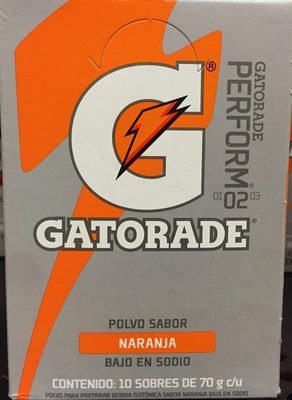 G®
GATORADE
PERFORM®
01 02 03
GATORADE®
POLVO SABOR
NARANJA
BAJO EN SODIO
CONTENIDO: 10 SOBRES DE 70 g c/u
POLVO PARA PREPARAR BEBIDA ISOTÓNICA SABOR NARANJA BAJA EN SODIO